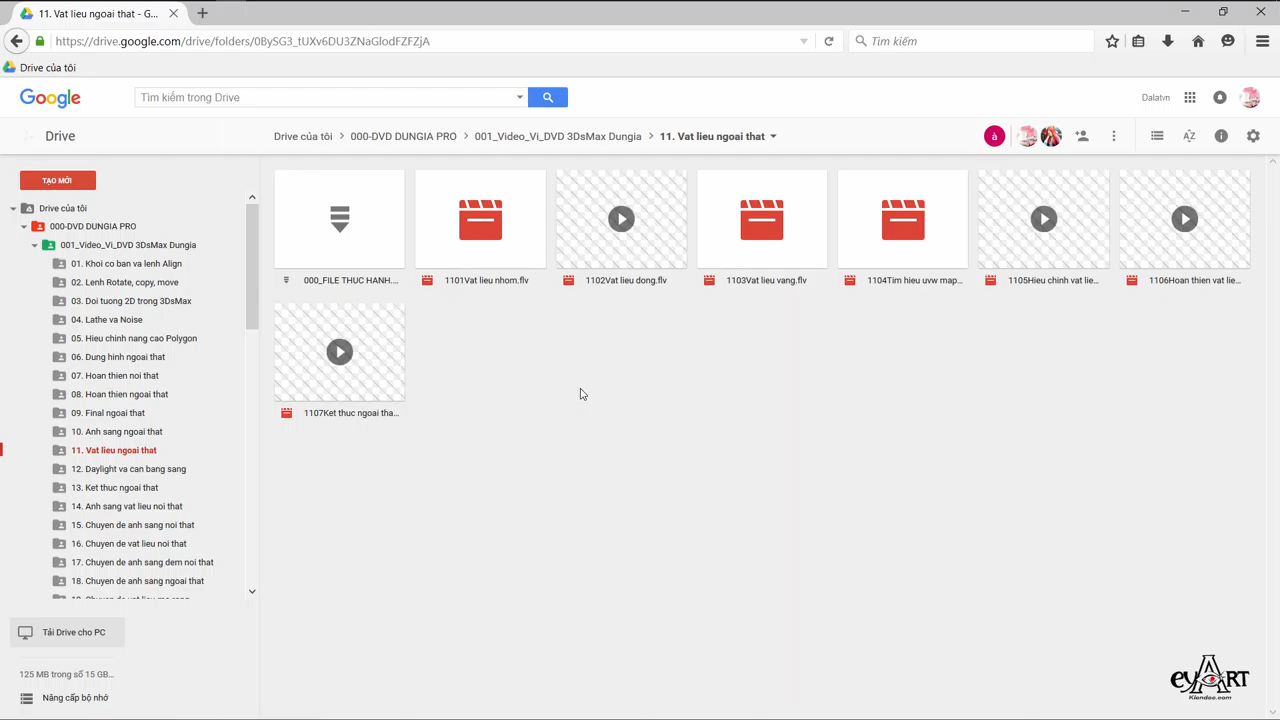 11. Vat lieu ngoai that - G...
https://drive.google.com/drive/folders/0BySG3_tUXv6DU3ZNaGlodFZFZjA
Tìm kiếm
Drive của tôi
Google
Tìm kiếm trong Drive
Dalatvn
Drive
Drive của tôi
000-DVD DUNGIA PRO
001_Video_Vi_DVD 3DsMax Dungia
11. Vat lieu ngoai that
a
TẠO MỚI
Drive của tôi
000-DVD DUNGIA PRO
001_Video_Vi_DVD 3DsMax Dungia
01. Khoi co ban va lenh Align
02. Lenh Rotate, copy, move
03. Doi tuong 2D trong 3DsMax
04. Lathe va Noise
05. Hieu chinh nang cao Polygon
06. Dung hinh ngoai that
07. Hoan thien noi that
08. Hoan thien ngoai that
09. Final ngoai that
10. Anh sang ngoai that
11. Vat lieu ngoai that
12. Daylight va can bang sang
13. Ket thuc ngoai that
14. Anh sang vat lieu noi that
15. Chuyen de anh sang noi that
16. Chuyen de vat lieu noi that
17. Chuyen de anh sang dem noi that
18. Chuyen de anh sang ngoai that
000_FILE THUC HANH....
1101Vat lieu nhom.flv
1102Vat lieu dong.flv
1103Vat lieu vang.flv
1104Tim hieu uvw map...
1105Hieu chinh vat lie...
1106Hoan thien vat lie...
1107Ket thuc ngoai tha...
Tải Drive cho PC
125 MB trong số 15 GB...
Nâng cấp bộ nhớ
eyART
Kiendec.com